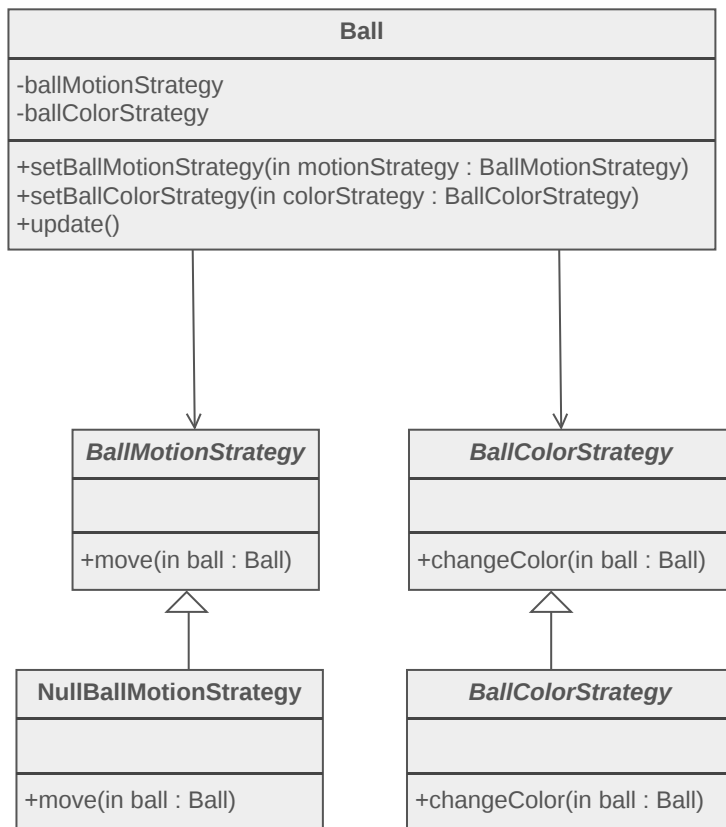 Ball
-ballMotionStrategy
-ballColorStrategy
+setBallMotionStrategy(in motionStrategy : BallMotionStrategy)
+setBallColorStrategy(in colorStrategy : BallColorStrategy)
+update()
BallMotionStrategy
+move(in ball : Ball)
BallColorStrategy
+changeColor(in ball : Ball)
NullBallMotionStrategy
+move(in ball : Ball)
BallColorStrategy
+changeColor(in ball : Ball)